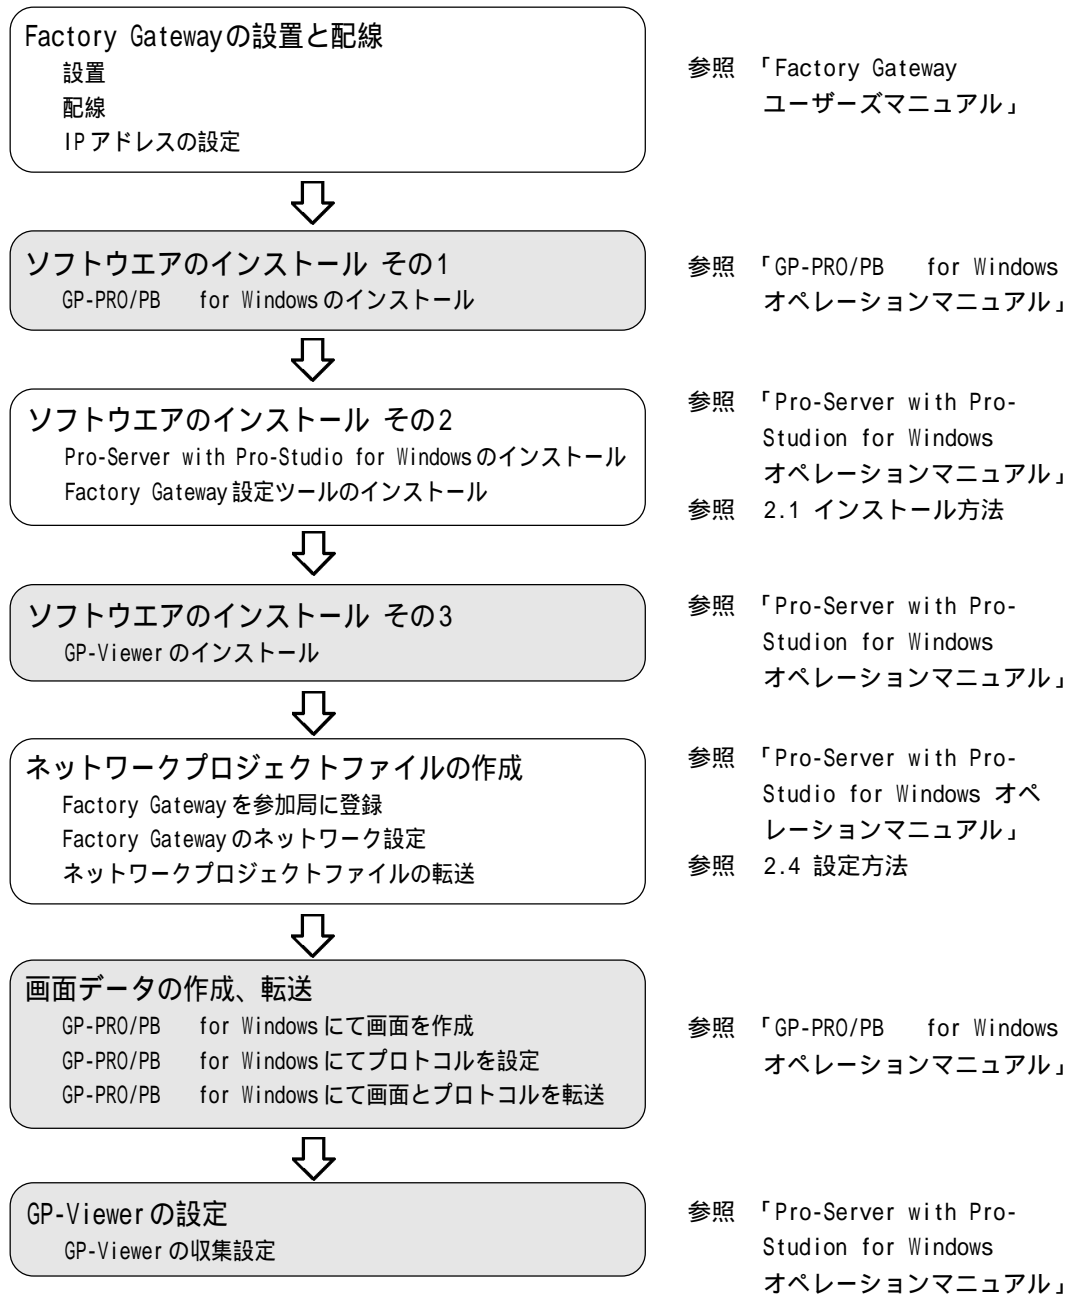 Factory Gatewayの設置と配線
設置
配線
IPアドレスの設定
参照 「Factory Gateway
ユーザーズマニュアル」
ソフトウエアのインストール その1
GP-PRO/PB for Windowsのインストール
参照 「GP-PRO/PB for Windows
オペレーションマニュアル」
ソフトウエアのインストール その2
Pro-Server with Pro-Studio for Windowsのインストール
Factory Gateway設定ツールのインストール
参照 「Pro-Server with Pro-
Studion for Windows
オペレーションマニュアル」
参照 2.1 インストール方法
ソフトウエアのインストール その3
GP-Viewerのインストール
参照 「Pro-Server with Pro-
Studion for Windows
オペレーションマニュアル」
ネットワークプロジェクトファイルの作成
Factory Gatewayを参加局に登録
Factory Gatewayのネットワーク設定
ネットワークプロジェクトファイルの転送
参照 「Pro-Server with Pro-
Studio for Windows オペ
レーションマニュアル」
参照 2.4 設定方法
画面データの作成、転送
GP-PRO/PB for Windowsにて画面を作成
GP-PRO/PB for Windowsにてプロトコルを設定
GP-PRO/PB for Windowsにて画面とプロトコルを転送
参照 「GP-PRO/PB for Windows
オペレーションマニュアル」
GP-Viewerの設定
GP-Viewerの収集設定
参照 「Pro-Server with Pro-
Studion for Windows
オペレーションマニュアル」